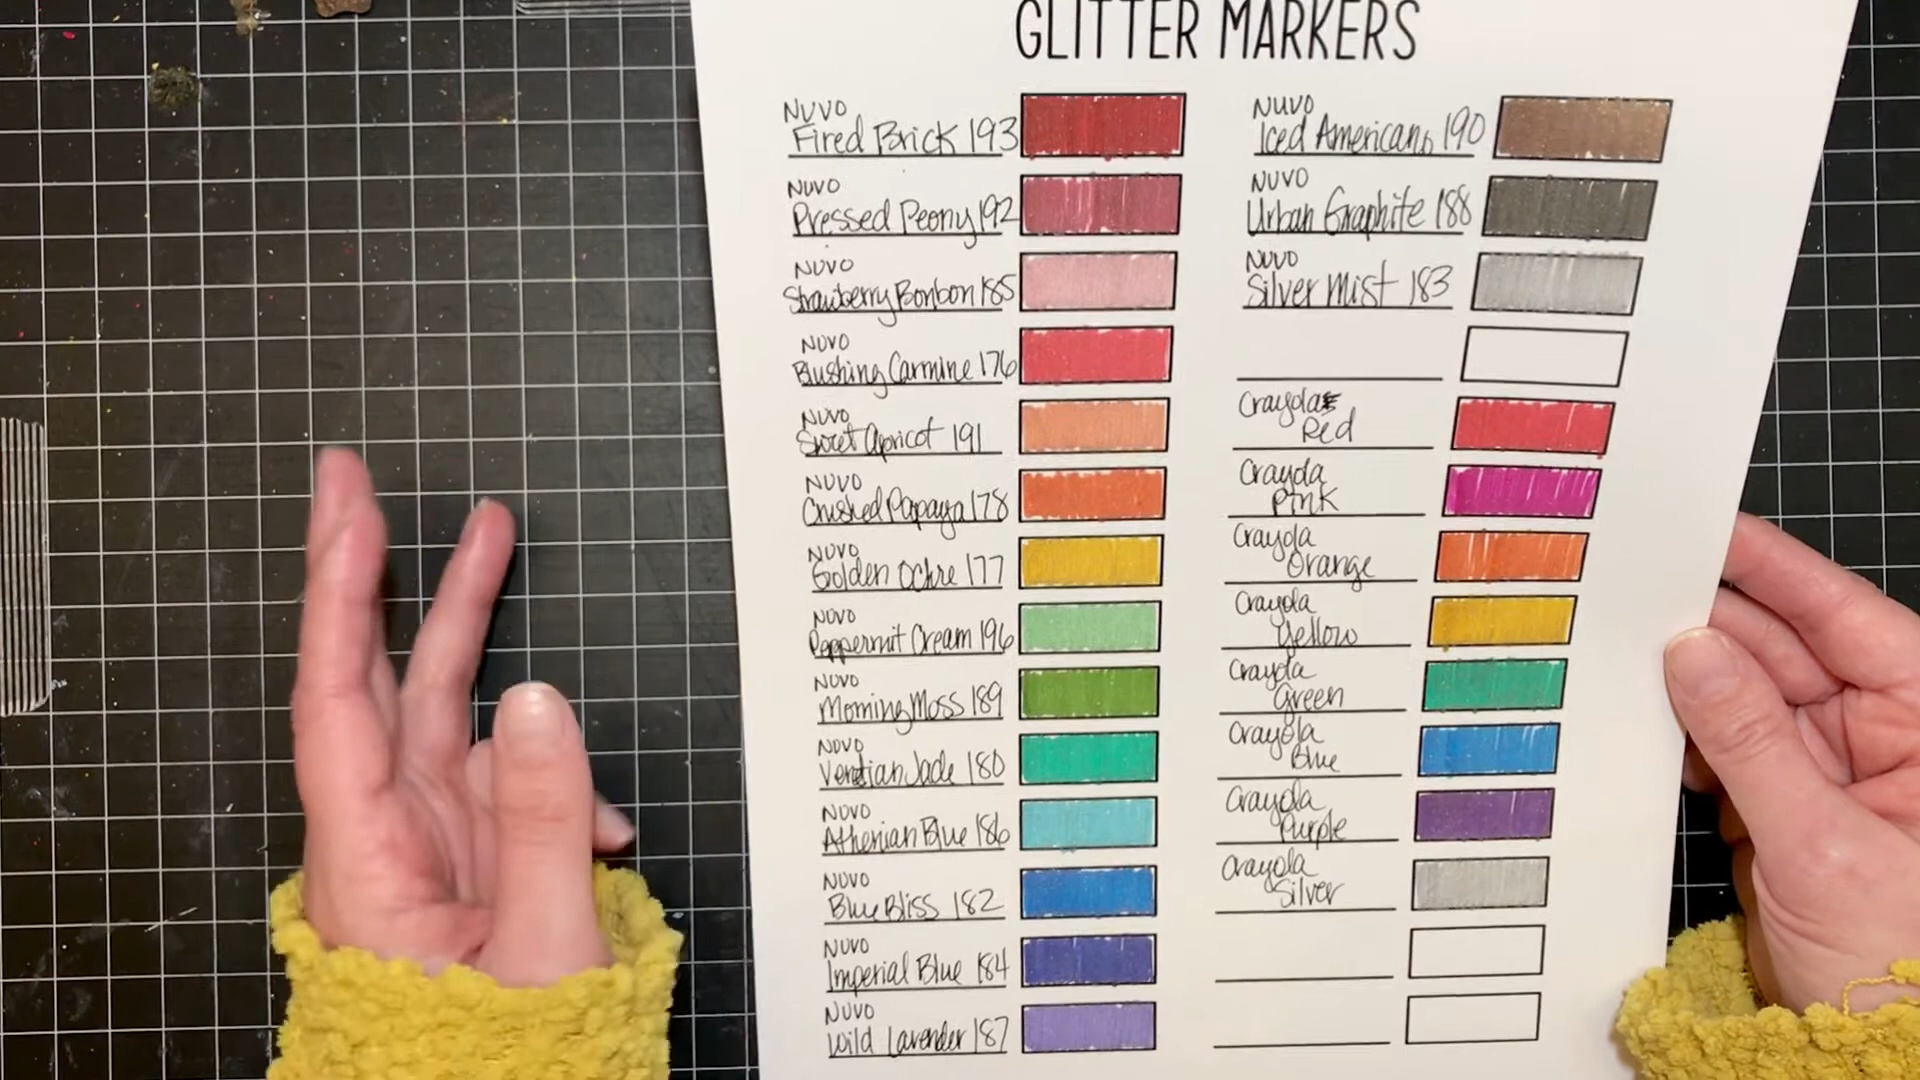 GLITTER MARKERS
NUVO
Fired Brick 193
NUVO
Pressed Peony 192
NUVO
Strawberry Bonbon 185
NUVO
Blushing Carmine 176
NUVO
Sweet Apricot 191
NUVO
Crushed Papaya 178
NUVO
Golden Ochre 177
NUVO
Peppermint Cream 196
NUVO
Morning Moss 189
NUVO
Venetian Jade 180
NUVO
Athenian Blue 186
NUVO
Blue Bliss 182
NUVO
Imperial Blue 184
NUVO
Wild Lavender 187
NUVO
Iced Americano 190
NUVO
Urban Graphite 188
NUVO
Silver Mist 183
Crayola
Red
Crayola
Pink
Crayola
Orange
Crayola
Yellow
Crayola
Green
Crayola
Blue
Crayola
Purple
Crayola
Silver